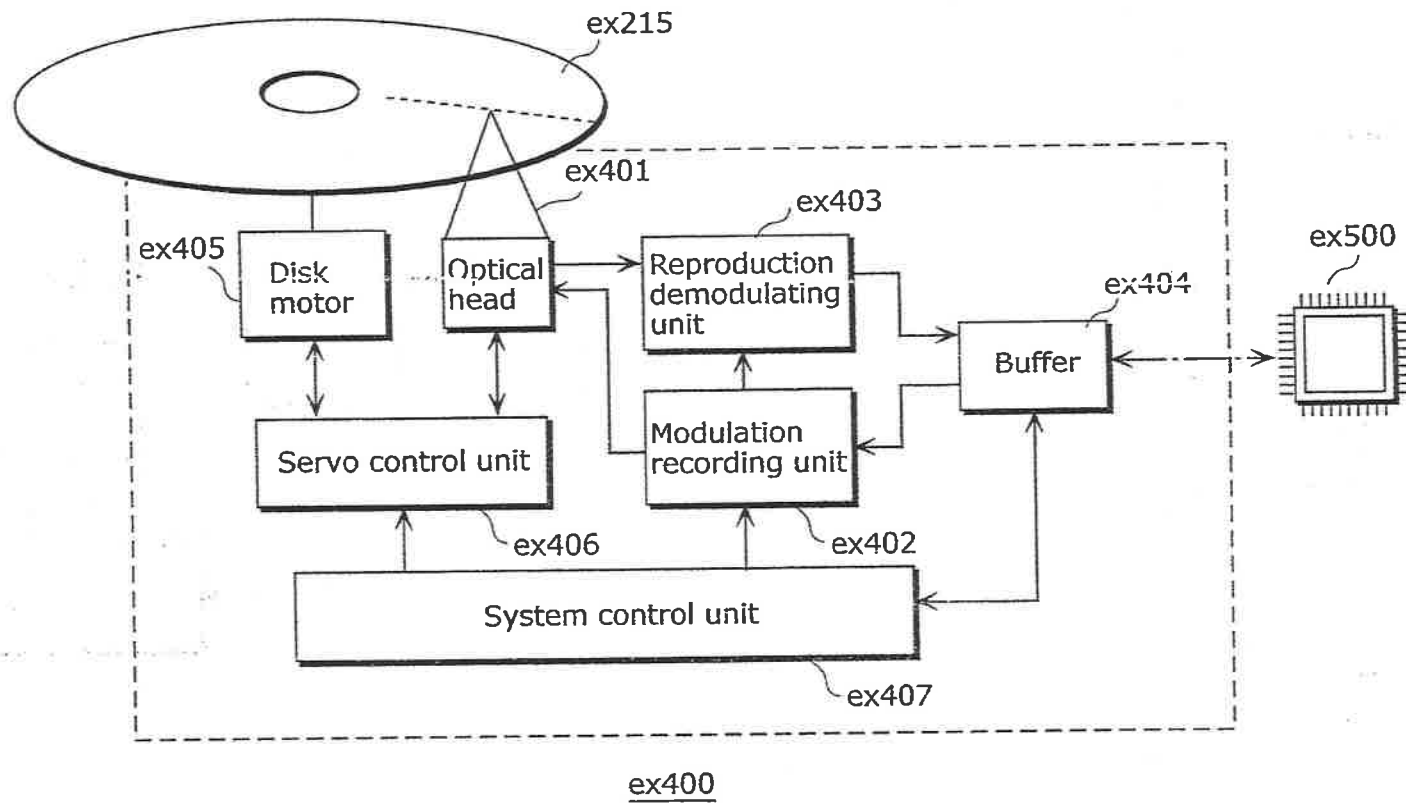 ex215
ex401
ex403
ex405
Disk
motor
Optical
head
Reproduction
demodulating
unit
ex500
ex404
Buffer
Servo control unit
Modulation
recording unit
ex406
ex402
System control unit
ex407
ex400